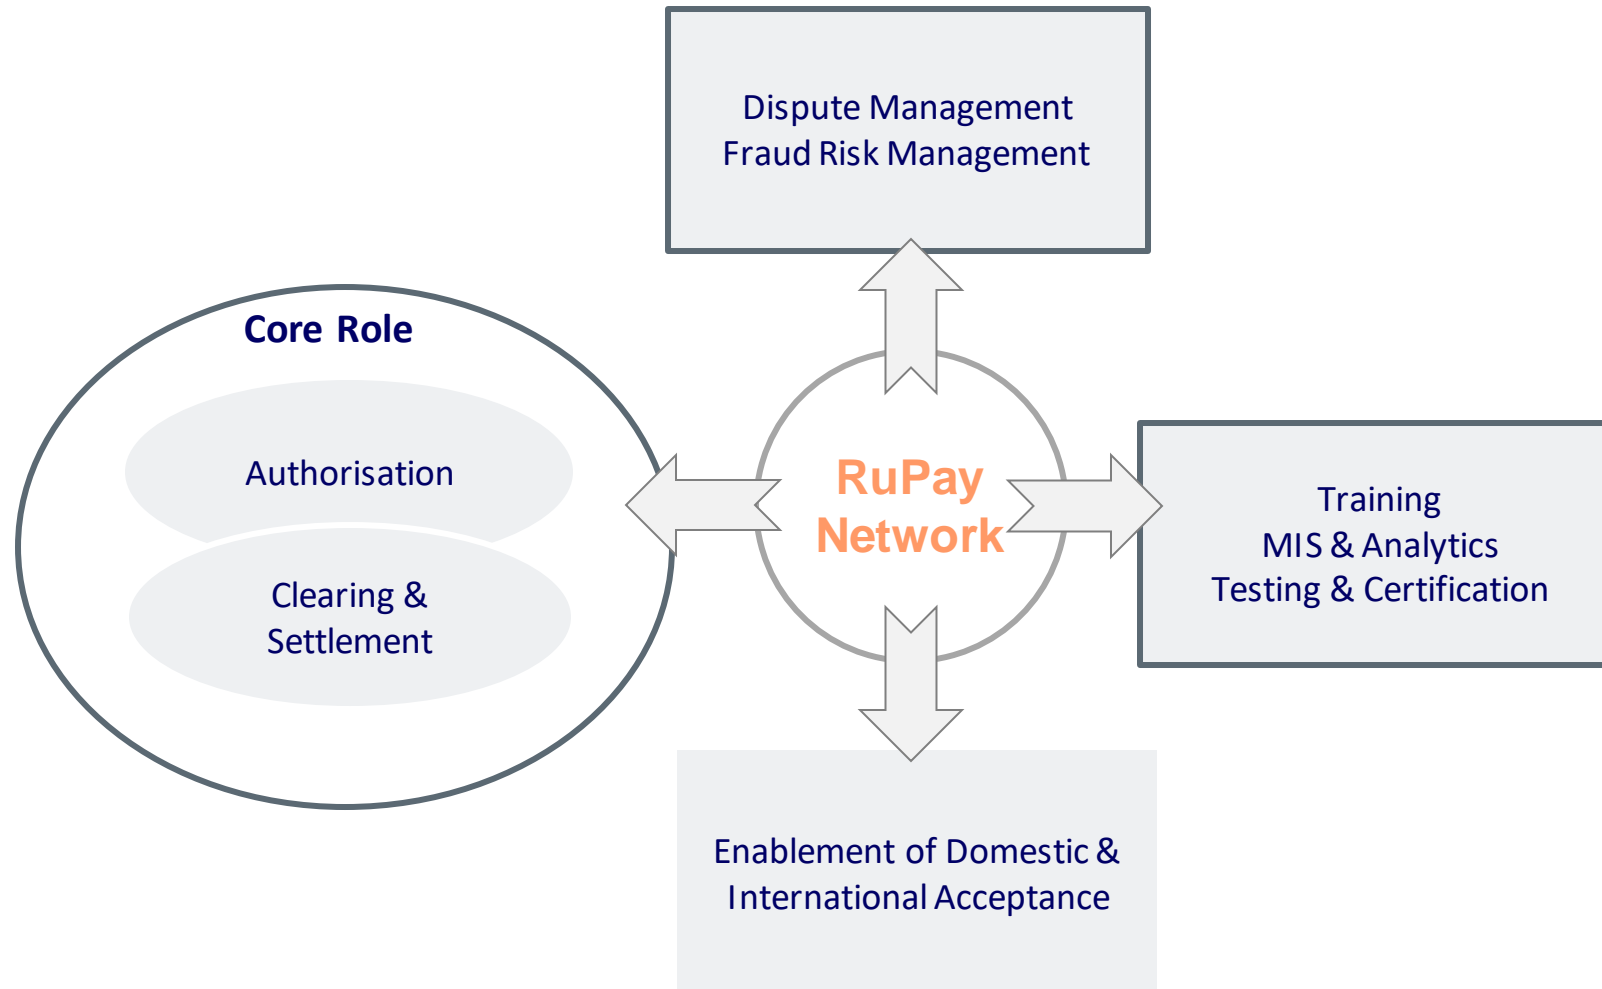 Dispute Management
Fraud Risk Management
Core Role
Authorisation
Clearing &
Settlement
RuPay
Network
Training
MIS & Analytics
Testing & Certification
Enablement of Domestic &
International Acceptance